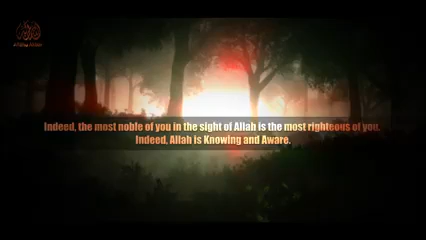 Indeed, the most noble of you in the sight of Allah is the most righteous of you.
Indeed, Allah is Knowing and Aware.